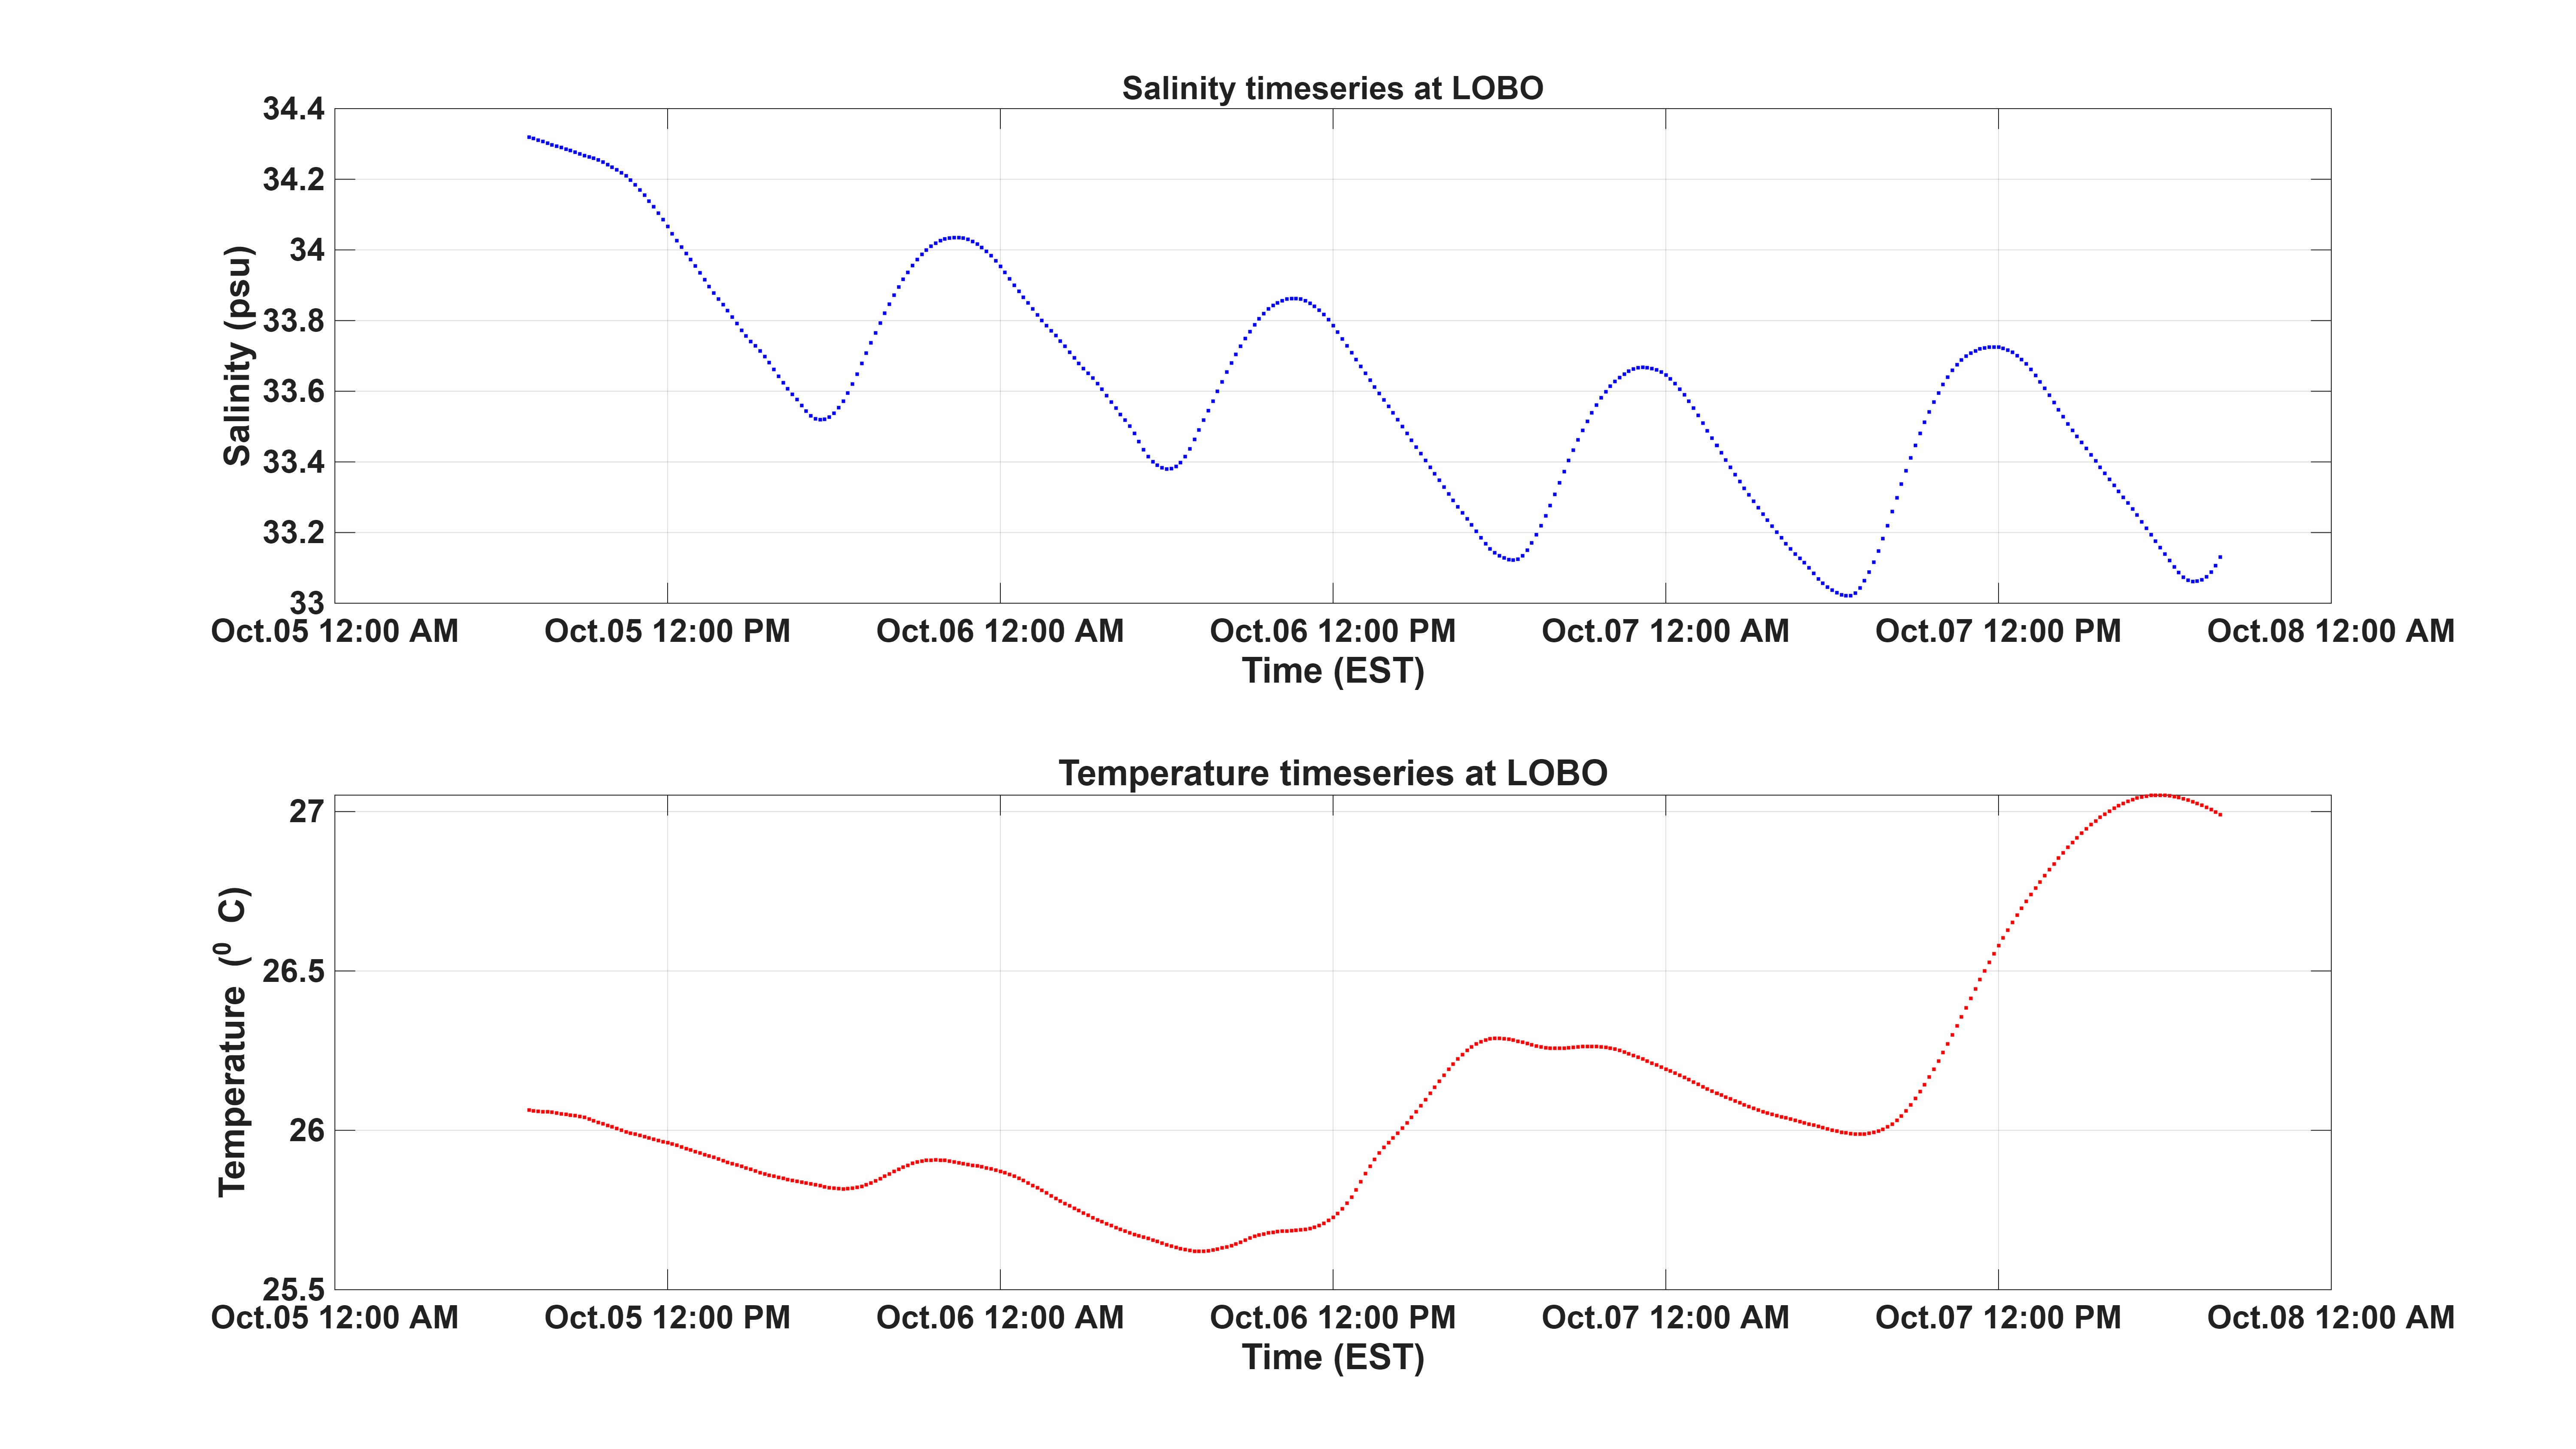 Salinity timeseries at LOBO
Salinity (psu)
34.4
34.2
34
33.8
33.6
33.4
33.2
33
Oct.05 12:00 AM Oct.05 12:00 PM Oct.06 12:00 AM Oct.06 12:00 PM Oct.07 12:00 AM Oct.07 12:00 PM Oct.08 12:00 AM
Time (EST)
Temperature timeseries at LOBO
Temperature (⁰ C)
27
26.5
26
25.5
Oct.05 12:00 AM Oct.05 12:00 PM Oct.06 12:00 AM Oct.06 12:00 PM Oct.07 12:00 AM Oct.07 12:00 PM Oct.08 12:00 AM
Time (EST)